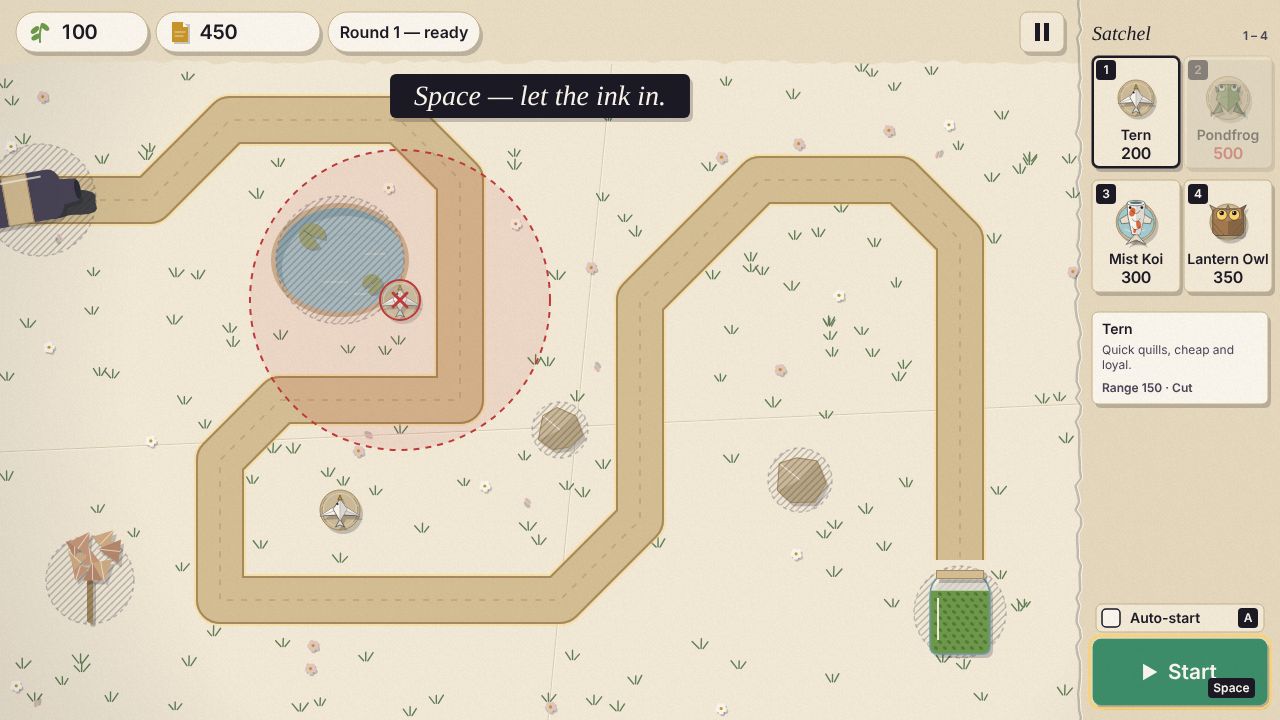 100
450
Round 1 — ready
Space — let the ink in.
Satchel
1 – 4
1
Tern
200
2
Pondfrog
500
3
Mist Koi
300
4
Lantern Owl
350
Tern
Quick quills, cheap and
loyal.
Range 150 · Cut
Auto-start
A
Start
Space